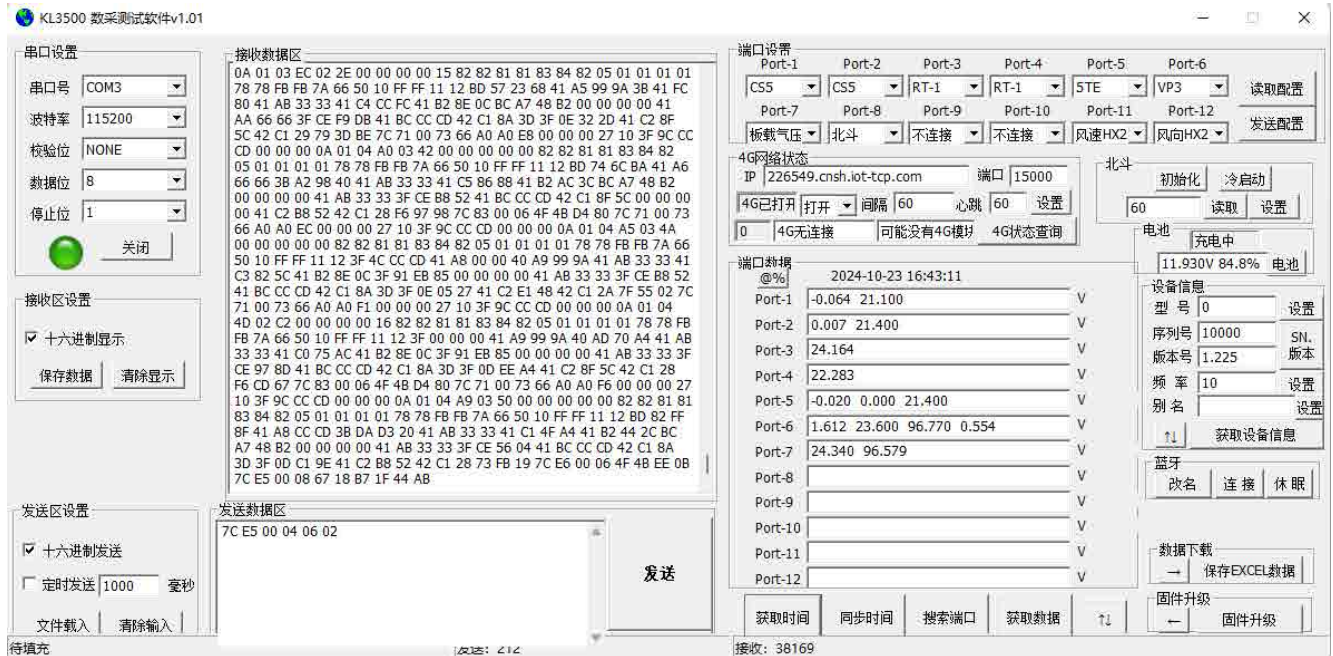 KL3500 数采测试软件v1.01
串口设置
串口号 COM3
波特率 115200
校验位 NONE
数据位 8
停止位 1
关闭
接收区设置
十六进制显示
保存数据 清除显示
发送区设置
十六进制发送
定时发送 1000 毫秒
文件载入 清除输入
接收数据区
0A 01 03 EC 02 2E 00 00 00 00 15 82 82 81 81 83 84 82 05 01 01 01 01
78 78 FB FB 7A 66 50 10 FF FF 11 12 BD 57 23 68 41 A5 99 9A 3B 41 FC
80 41 AB 33 33 41 C4 CC FC 41 B2 8E 0C BC A7 48 B2 00 00 00 00 41
AA 66 66 3F CE F9 DB 41 BC CC CD 42 C1 8A 3D 3F 0E 32 2D 41 C2 8F
5C 42 C1 29 79 3D BE 7C 71 00 73 66 A0 A0 E8 00 00 00 27 10 3F 9C CC
CD 00 00 00 0A 01 04 A0 03 42 00 00 00 00 00 82 82 81 81 83 84 82
05 01 01 01 01 78 78 FB FB 7A 66 50 10 FF FF 11 12 BD 74 6C BA 41 A6
66 66 3B A2 98 40 41 AB 33 33 41 C5 86 88 41 B2 AC 3C BC A7 48 B2
00 00 00 00 41 AB 33 33 3F CE B8 52 41 BC CC CD 42 C1 8F 5C 00 00 00
00 41 C2 B8 52 42 C1 28 F6 97 98 7C 83 00 06 4F 4B D4 80 7C 71 00 73
66 A0 A0 EC 00 00 00 27 10 3F 9C CC CD 00 00 00 0A 01 04 A5 03 4A
00 00 00 00 00 82 82 81 81 83 84 82 05 01 01 01 01 78 78 FB FB 7A 66
50 10 FF FF 11 12 3F 4C CC CD 41 A8 00 00 40 A9 99 9A 41 AB 33 33 41
C3 82 5C 41 B2 8E 0C 3F 91 EB 85 00 00 00 00 41 AB 33 33 3F CE B8 52
41 BC CC CD 42 C1 8A 3D 3F 0E 05 27 41 C2 E1 48 42 C1 2A 7F 55 02 7C
71 00 73 66 A0 A0 F1 00 00 00 27 10 3F 9C CC CD 00 00 00 0A 01 04
4D 02 C2 00 00 00 00 16 82 82 81 81 83 84 82 05 01 01 01 01 78 78 FB
FB 7A 66 50 10 FF FF 11 12 3F 00 00 00 41 A9 99 9A 40 AD 70 A4 41 AB
33 33 41 C0 75 AC 41 B2 8E 0C 3F 91 EB 85 00 00 00 00 41 AB 33 33 3F
CE 97 8D 41 BC CC CD 42 C1 8A 3D 3F 0D EE A4 41 C2 8F 5C 42 C1 28
F6 CD 67 7C 83 00 06 4F 4B D4 80 7C 71 00 73 66 A0 A0 F6 00 00 00 27
10 3F 9C CC CD 00 00 00 0A 01 04 A9 03 50 00 00 00 00 00 82 82 81 81
83 84 82 05 01 01 01 01 78 78 FB FB 7A 66 50 10 FF FF 11 12 BD 82 FF
8F 41 A8 CC CD 3B DA D3 20 41 AB 33 33 41 C1 4F A4 41 B2 44 2C BC
A7 48 B2 00 00 00 00 41 AB 33 33 3F CE 56 04 41 BC CC CD 42 C1 8A
3D 3F 0D C1 9E 41 C2 B8 52 42 C1 28 73 FB 19 7C E6 00 06 4F 4B EE 0B
7C E5 00 08 67 18 B7 1F 44 AB
发送数据区
7C E5 00 04 06 02
发送
端口设置
Port-1 Port-2 Port-3 Port-4 Port-5 Port-6
CS5 CS5 RT-1 RT-1 5TE VP3 读取配置
Port-7 Port-8 Port-9 Port-10 Port-11 Port-12
板载气压 北斗 不连接 不连接 风速HX2 风向HX2 发送配置
4G网络状态
IP 226549.cnsh.iot-tcp.com 端口 15000
4G已打开 打开 间隔 60 心跳 60 设置
0 4G无连接 可能没有4G模块 4G状态查询
北斗
初始化 冷启动
60 读取 设置
电池
充电中
11.930V 84.8% 电池
端口数据
@% 2024-10-23 16:43:11
Port-1 -0.064 21.100 V
Port-2 0.007 21.400 V
Port-3 24.164 V
Port-4 22.283 V
Port-5 -0.020 0.000 21.400 V
Port-6 1.612 23.600 96.770 0.554 V
Port-7 24.340 96.579 V
Port-8 V
Port-9 V
Port-10 V
Port-11 V
Port-12 V
获取时间 同步时间 搜索端口 获取数据 ↑↓
设备信息
型 号 0 设置
序列号 10000 SN.
版本号 1.225 版本
频 率 10 设置
别 名 设置
↑↓ 获取设备信息
蓝牙
改名 连 接 休 眠
数据下载
→ 保存EXCEL数据
固件升级
← 固件升级
待填充 发送: 212 接收: 38169